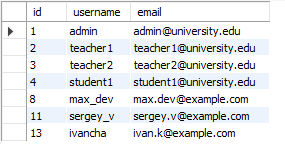 id username email
1 admin admin@university.edu
2 teacher1 teacher1@university.edu
3 teacher2 teacher2@university.edu
4 student1 student1@university.edu
8 max_dev max.dev@example.com
11 sergey_v sergey.v@example.com
13 ivancha ivan.k@example.com